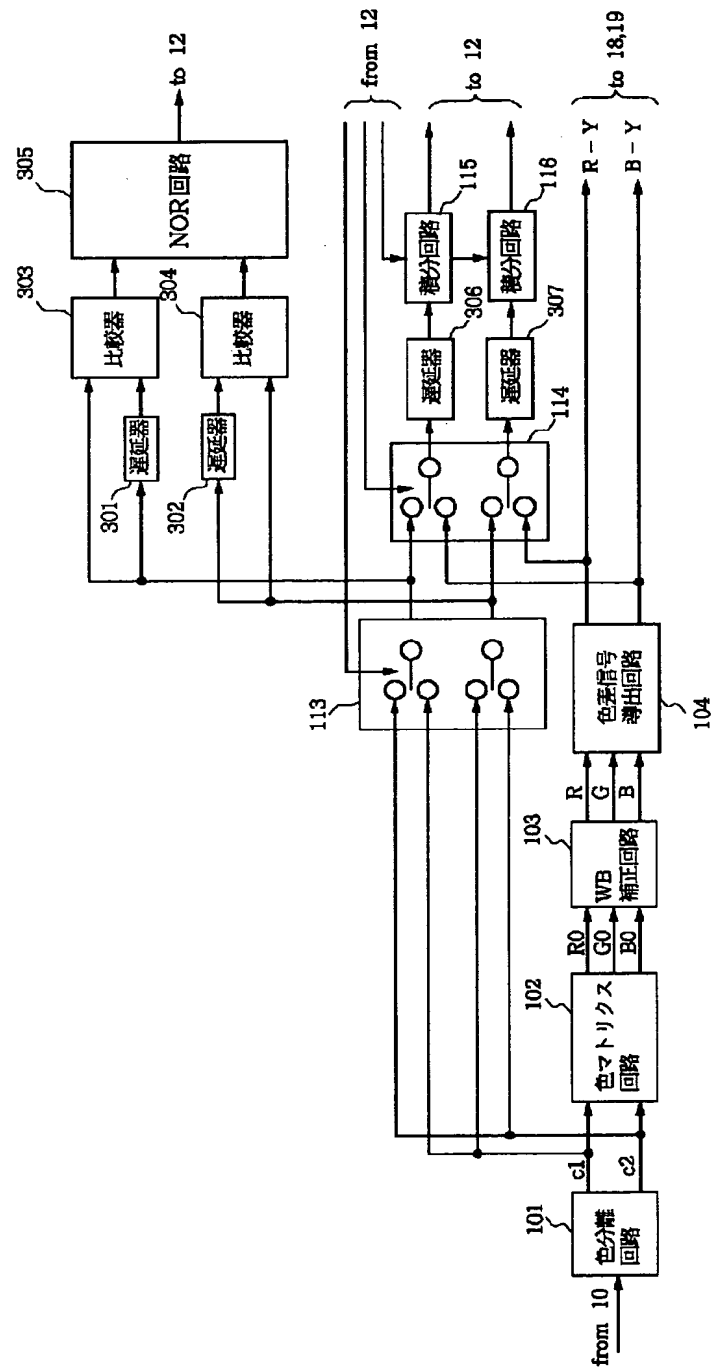 305
NOR回路
to 12
303
比較器
304
比較器
301
遅延器
302
遅延器
from 12
to 12
115
積分回路
116
積分回路
306
遅延器
307
遅延器
114
113
to 18,19
R - Y
B - Y
色差信号
導出回路
104
R
G
B
103
WB
補正回路
R0
G0
B0
102
色マトリクス
回路
c1
c2
101
色分離
回路
from 10